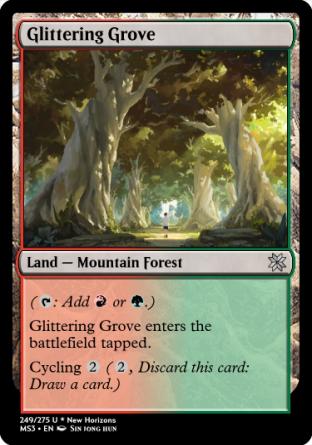 Glittering Grove
Land — Mountain Forest
( : Add or .)
Glittering Grove enters the
battlefield tapped.
Cycling 2 ( 2 , Discard this card:
Draw a card.)
249/275 U * New Horizons
MS3 • EN Sin jong hun